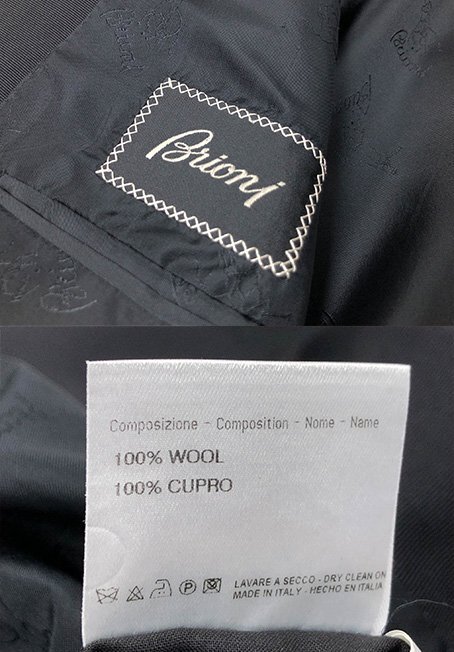 Brioni
Composizione - Composition - Nome - Name
100% WOOL
100% CUPRO
P
LAVARE A SECCO - DRY CLEAN ON
MADE IN ITALY - HECHO EN ITALIA